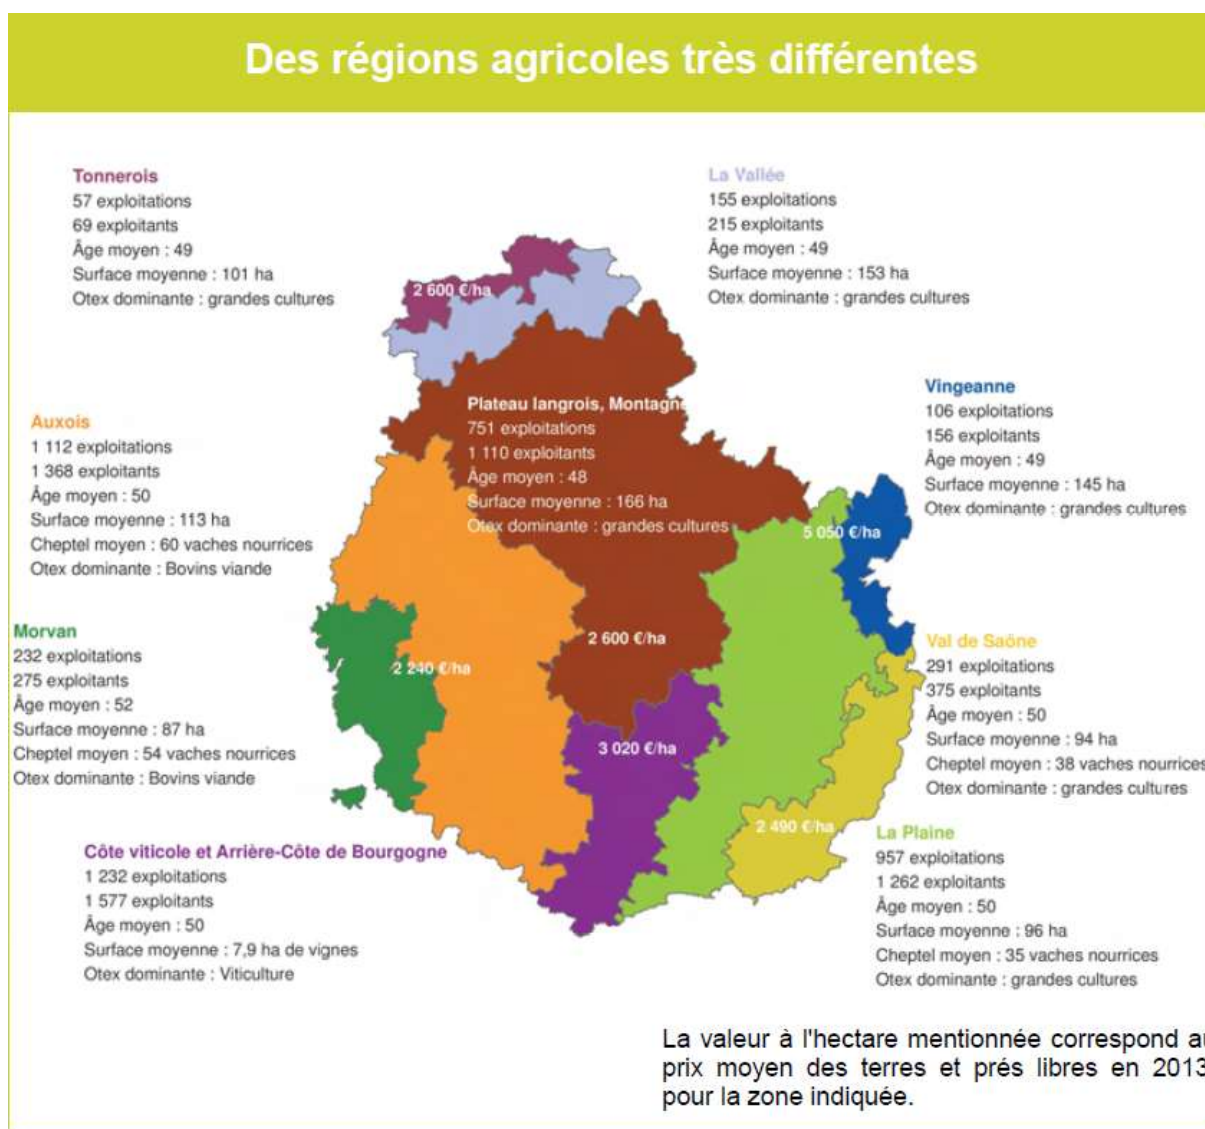 Des régions agricoles très différentes
Tonnerois
57 exploitations
69 exploitants
Âge moyen : 49
Surface moyenne : 101 ha
Otex dominante : grandes cultures
La Vallée
155 exploitations
215 exploitants
Âge moyen : 49
Surface moyenne : 153 ha
Otex dominante : grandes cultures
2 600 €/ha
Auxois
1 112 exploitations
1 368 exploitants
Âge moyen : 50
Surface moyenne : 113 ha
Cheptel moyen : 60 vaches nourrices
Otex dominante : Bovins viande
Plateau langrois, Montagne
751 exploitations
1 110 exploitants
Âge moyen : 48
Surface moyenne : 166 ha
Otex dominante : grandes cultures
Vingeanne
106 exploitations
156 exploitants
Âge moyen : 49
Surface moyenne : 145 ha
Otex dominante : grandes cultures
5 050 €/ha
Morvan
232 exploitations
275 exploitants
Âge moyen : 52
Surface moyenne : 87 ha
Cheptel moyen : 54 vaches nourrices
Otex dominante : Bovins viande
2 240 €/ha
2 600 €/ha
Val de Saône
291 exploitations
375 exploitants
Âge moyen : 50
Surface moyenne : 94 ha
Cheptel moyen : 38 vaches nourrices
Otex dominante : grandes cultures
3 020 €/ha
2 490 €/ha
Côte viticole et Arrière-Côte de Bourgogne
1 232 exploitations
1 577 exploitants
Âge moyen : 50
Surface moyenne : 7,9 ha de vignes
Otex dominante : Viticulture
La Plaine
957 exploitations
1 262 exploitants
Âge moyen : 50
Surface moyenne : 96 ha
Cheptel moyen : 35 vaches nourrices
Otex dominante : grandes cultures
La valeur à l'hectare mentionnée correspond au
prix moyen des terres et prés libres en 2013
pour la zone indiquée.